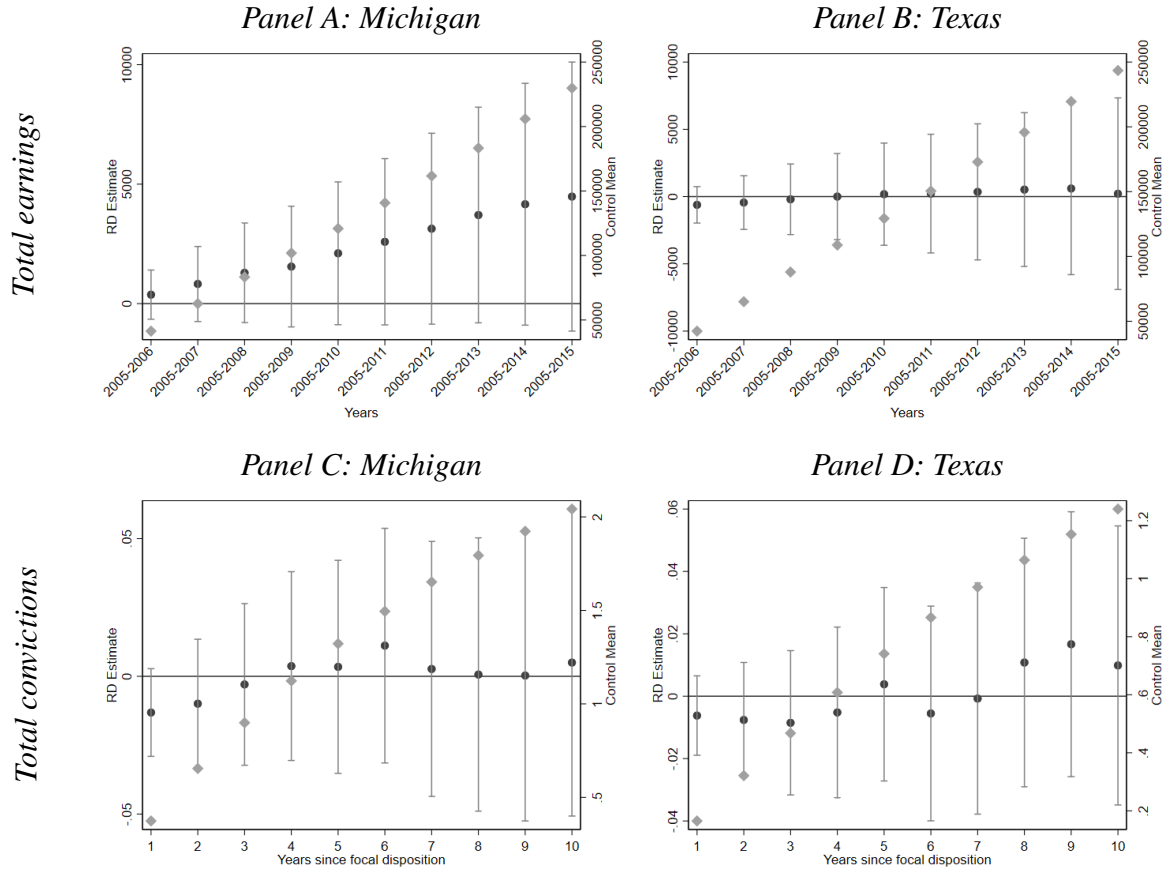 Panel A: Michigan
Panel B: Texas
Total earnings
RD Estimate
10000
5000
0
250000
200000
150000
100000
50000
Control Mean
2005-2006
2005-2007
2005-2008
2005-2009
2005-2010
2005-2011
2005-2012
2005-2013
2005-2014
2005-2015
Years
RD Estimate
10000
5000
0
-5000
-10000
250000
200000
150000
100000
50000
Control Mean
2005-2006
2005-2007
2005-2008
2005-2009
2005-2010
2005-2011
2005-2012
2005-2013
2005-2014
2005-2015
Years
Panel C: Michigan
Panel D: Texas
Total convictions
RD Estimate
.05
0
-.05
2
1.5
1
.5
Control Mean
1 2 3 4 5 6 7 8 9 10
Years since focal disposition
RD Estimate
.06
.04
.02
0
-.02
-.04
1.2
1
.8
.6
.4
.2
Control Mean
1 2 3 4 5 6 7 8 9 10
Years since focal disposition